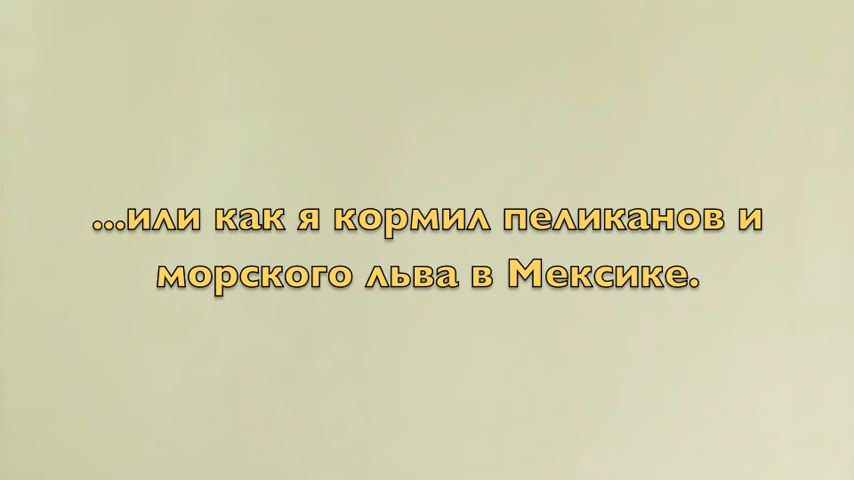 ...или как я кормил пеликанов и
морского льва в Мексике.